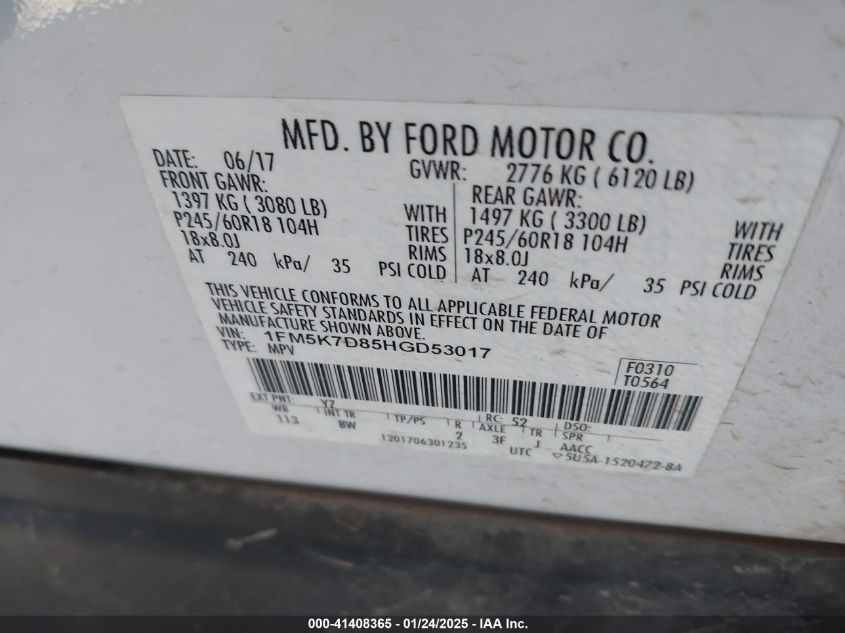 MFD. BY FORD MOTOR CO.
DATE: 06/17 GVWR: 2776 KG ( 6120 LB)
FRONT GAWR: REAR GAWR:
1397 KG ( 3080 LB) WITH 1497 KG ( 3300 LB) WITH
P245/60R18 104H TIRES P245/60R18 104H TIRES
18x8.0J RIMS 18x8.0J RIMS
AT 240 kPa/ 35 PSI COLD AT 240 kPa/ 35 PSI COLD
THIS VEHICLE CONFORMS TO ALL APPLICABLE FEDERAL MOTOR
VEHICLE SAFETY STANDARDS IN EFFECT ON THE DATE OF
MANUFACTURE SHOWN ABOVE.
VIN: 1FM5K7D85HGD53017
TYPE: MPV
F0310
T0564
EXT PNT: YZ RC: 52 DSO:
WB INT TR TP/PS R AXLE TR SPR
113 8W 2 3F J AACC
1201706301235 UTC ▽5U5A-1520472-8A
000-41408365 - 01/24/2025 - IAA Inc.